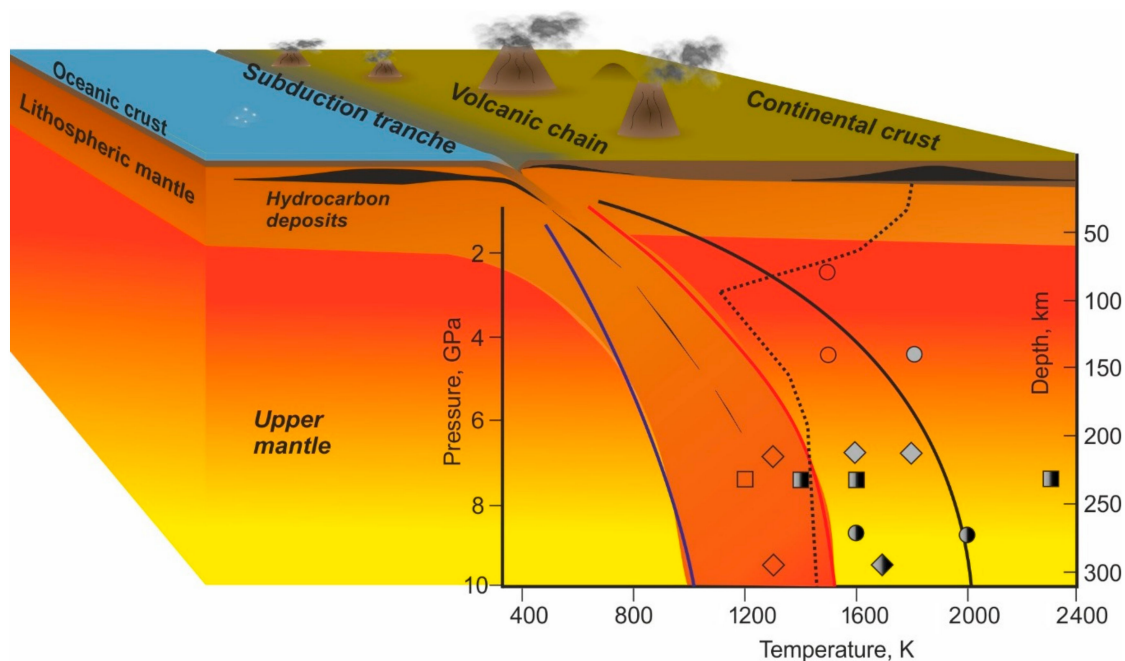 Oceanic crust
Lithospheric mantle
Subduction tranche
Volcanic chain
Continental crust
Hydrocarbon
deposits
Upper
mantle
Pressure, GPa
2
4
6
8
10
Depth, km
50
100
150
200
250
300
400
800
1200
1600
2000
2400
Temperature, K